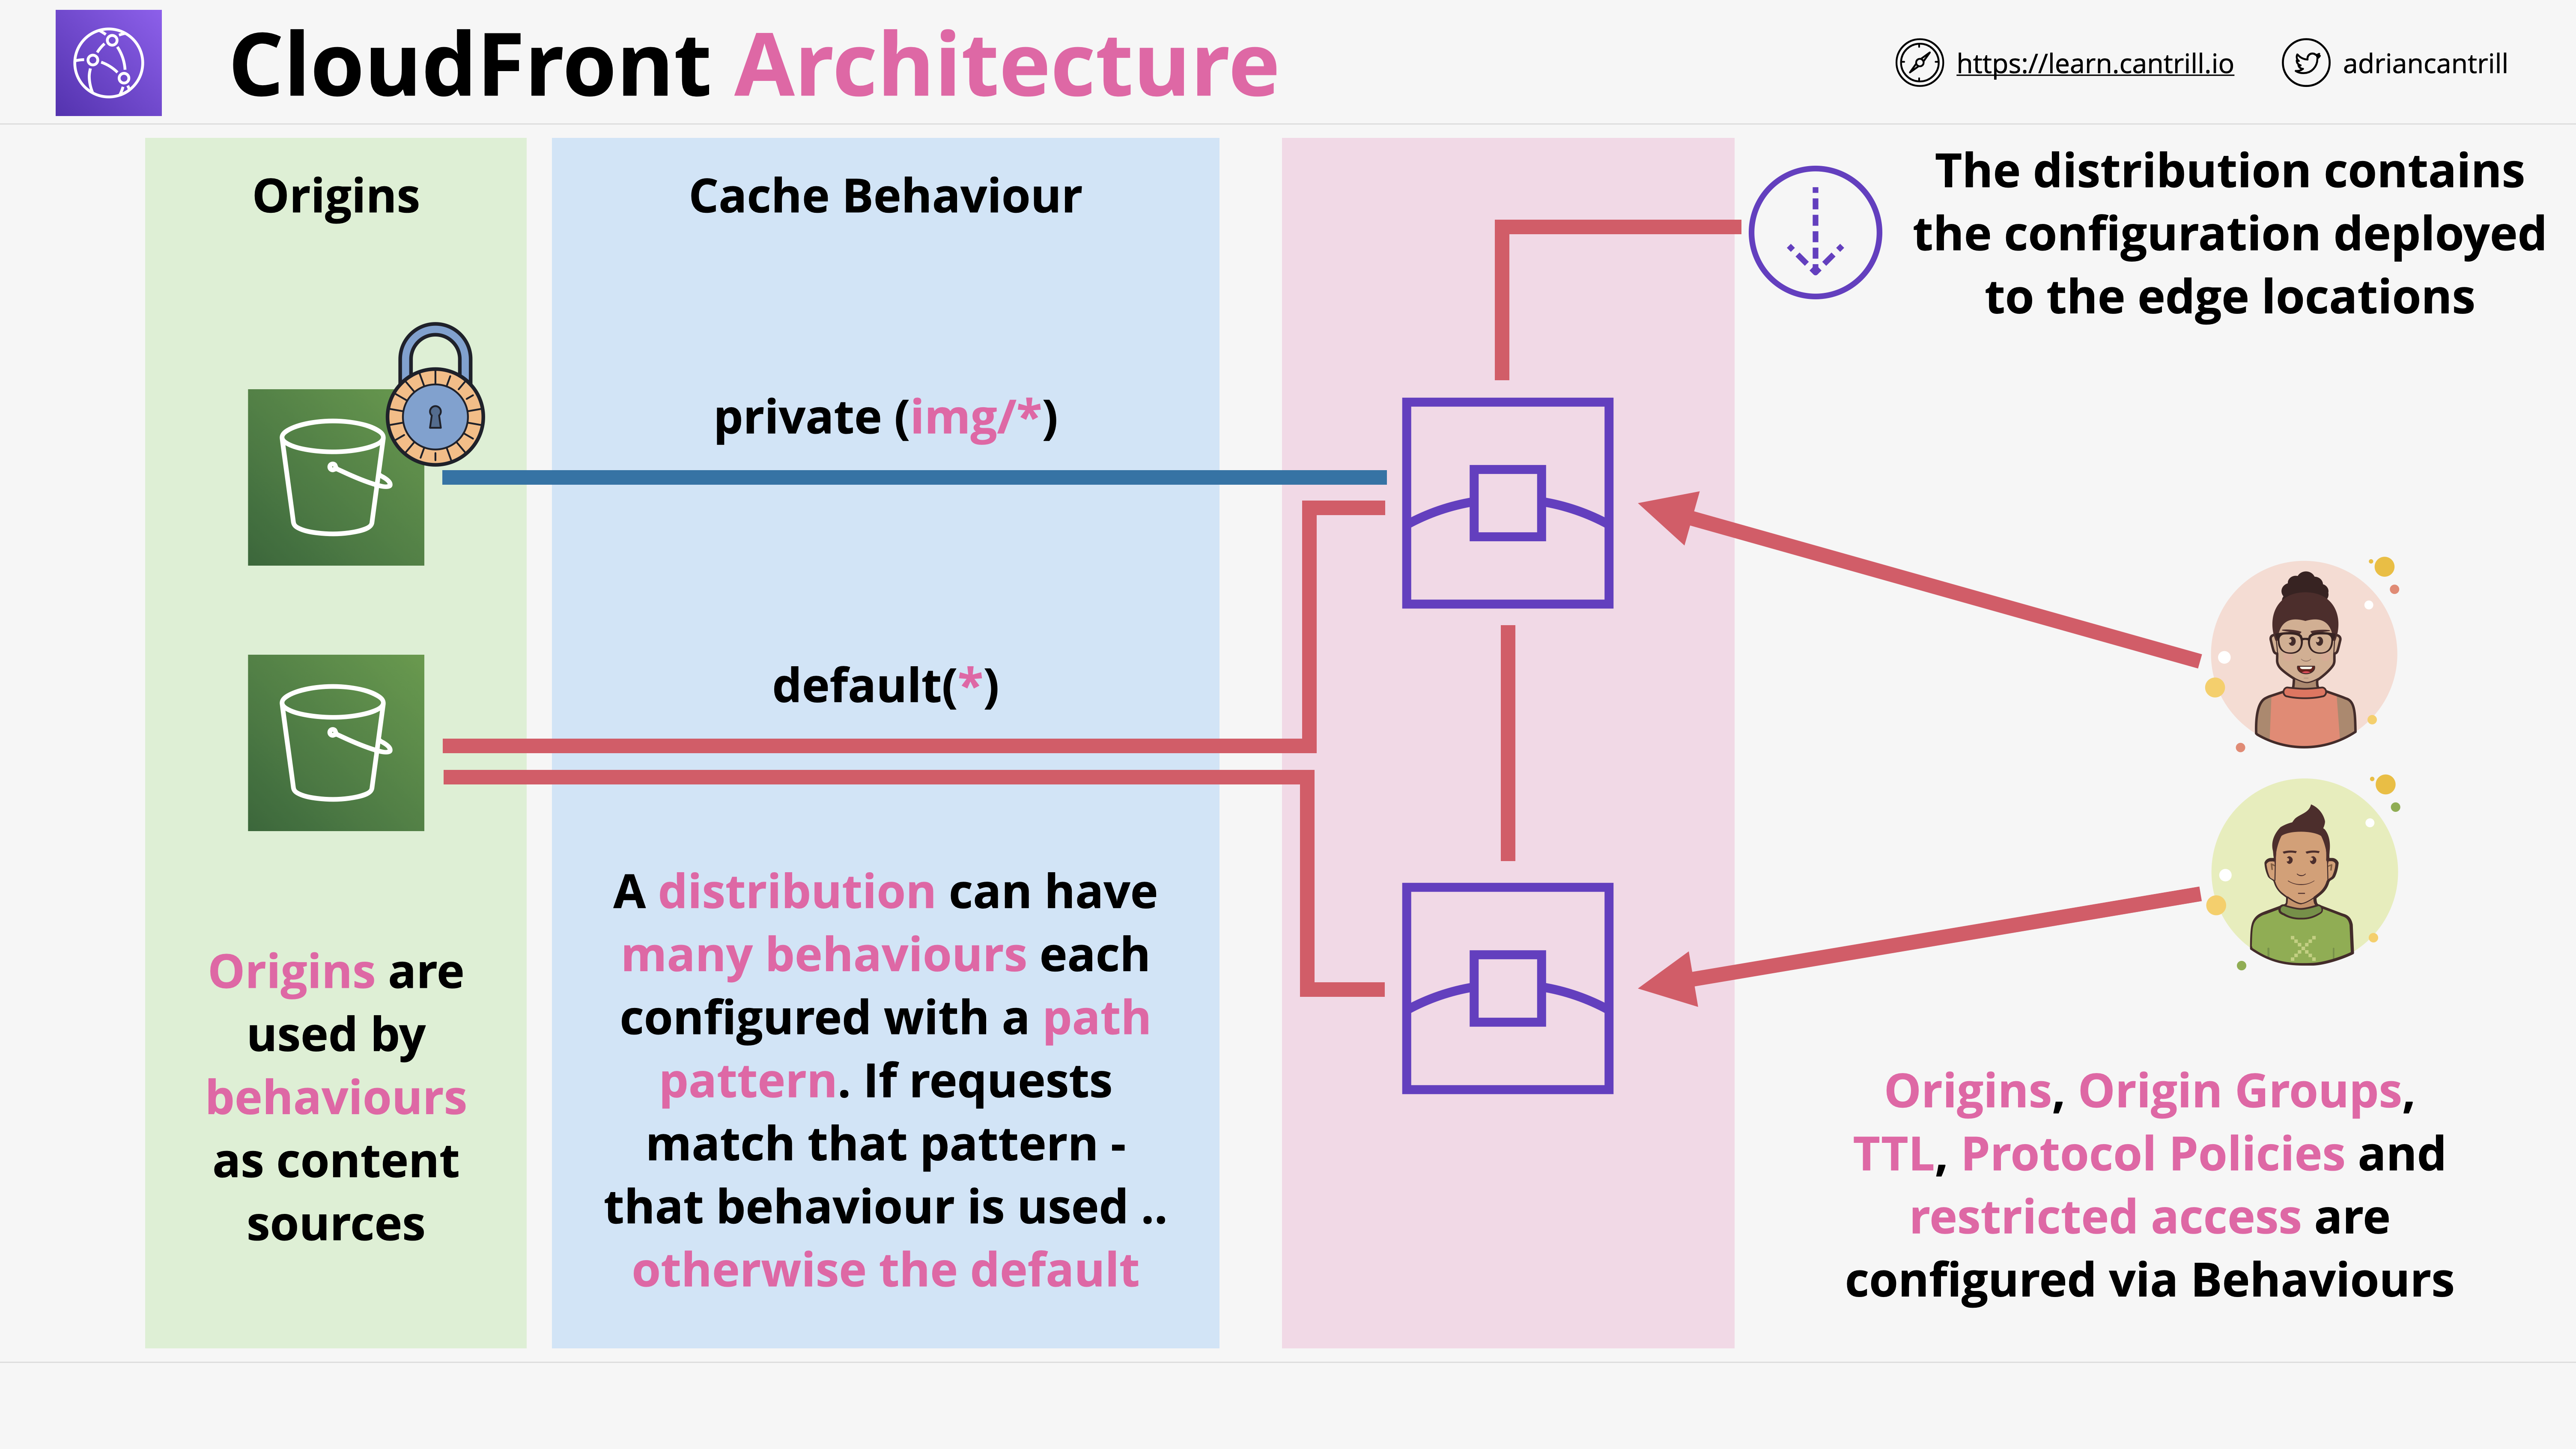 CloudFront Architecture
https://learn.cantrill.io
adriancantrill
Origins
Cache Behaviour
The distribution contains
the configuration deployed
to the edge locations
private (img/*)
default(*)
Origins are
used by
behaviours
as content
sources
A distribution can have
many behaviours each
configured with a path
pattern. If requests
match that pattern -
that behaviour is used ..
otherwise the default
Origins, Origin Groups,
TTL, Protocol Policies and
restricted access are
configured via Behaviours